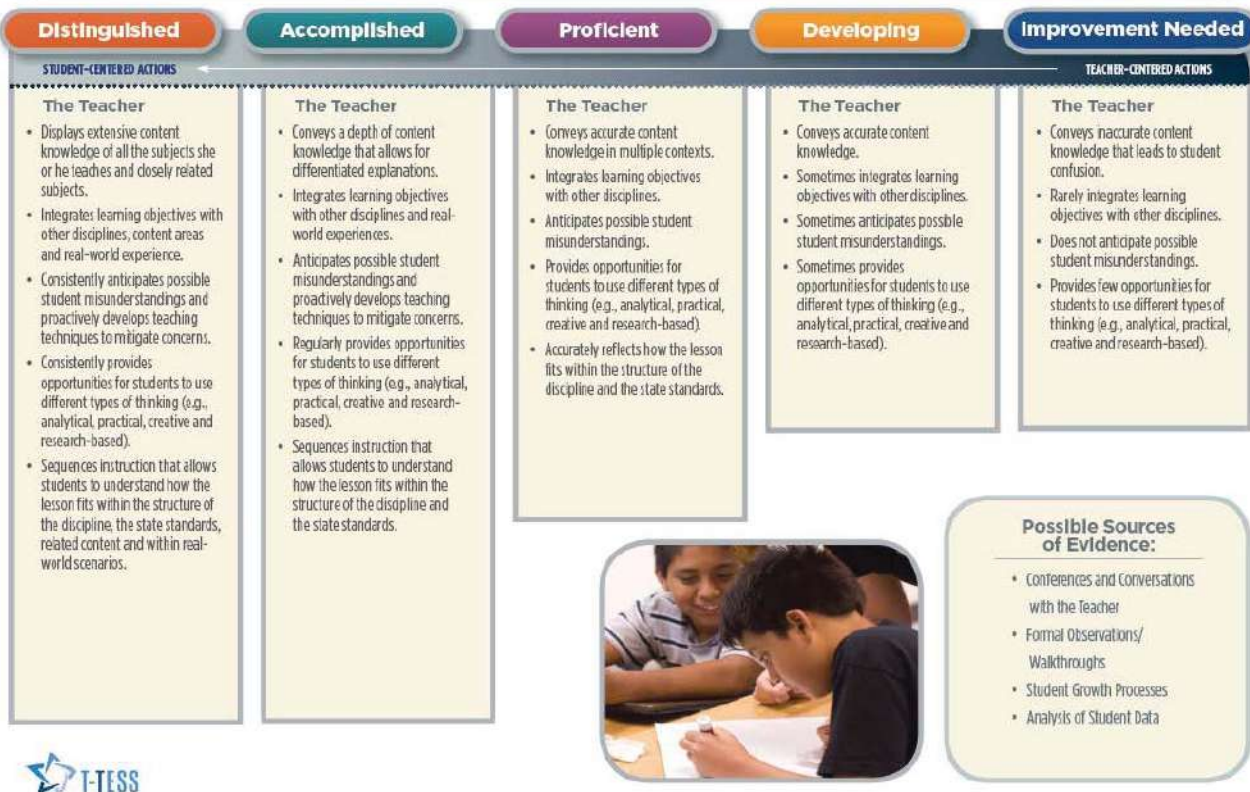 Distinguished
Accomplished
Proficient
Developing
Improvement Needed
STUDENT-CENTERED ACTIONS
TEACHER-CENTERED ACTIONS
The Teacher
• Displays extensive content
knowledge of all the subjects she
or he teaches and closely related
subjects.
• Integrates learning objectives with
other disciplines, content areas
and real-world experience.
• Consistently anticipates possible
student misunderstandings and
proactively develops teaching
techniques to mitigate concerns.
• Consistently provides
opportunities for students to use
different types of thinking (e.g.,
analytical, practical, creative and
research-based).
• Sequences instruction that allows
students to understand how the
lesson fits within the structure of
the discipline, the state standards,
related content and within real-
world scenarios.
The Teacher
• Conveys a depth of content
knowledge that allows for
differentiated explanations.
• Integrates learning objectives
with other disciplines and real-
world experiences.
• Anticipates possible student
misunderstandings and
proactively develops teaching
techniques to mitigate concerns.
• Regularly provides opportunities
for students to use different
types of thinking (e.g., analytical,
practical, creative and research-
based).
• Sequences instruction that
allows students to understand
how the lesson fits within the
structure of the discipline and
the state standards.
The Teacher
• Conveys accurate content
knowledge in multiple contexts.
• Integrates learning objectives
with other disciplines.
• Anticipates possible student
misunderstandings.
• Provides opportunities for
students to use different types of
thinking (e.g., analytical, practical,
creative and research-based).
• Accurately reflects how the lesson
fits within the structure of the
discipline and the state standards.
The Teacher
• Conveys accurate content
knowledge.
• Sometimes integrates learning
objectives with other disciplines.
• Sometimes anticipates possible
student misunderstandings.
• Sometimes provides
opportunities for students to use
different types of thinking (e.g.,
analytical, practical, creative and
research-based).
The Teacher
• Conveys inaccurate content
knowledge that leads to student
confusion.
• Rarely integrates learning
objectives with other disciplines.
• Does not anticipate possible
student misunderstandings.
• Provides few opportunities for
students to use different types of
thinking (e.g., analytical, practical,
creative and research-based).
Possible Sources
of Evidence:
• Conferences and Conversations
with the Teacher
• Formal Observations/
Walkthroughs
• Student Growth Processes
• Analysis of Student Data
T-TESS